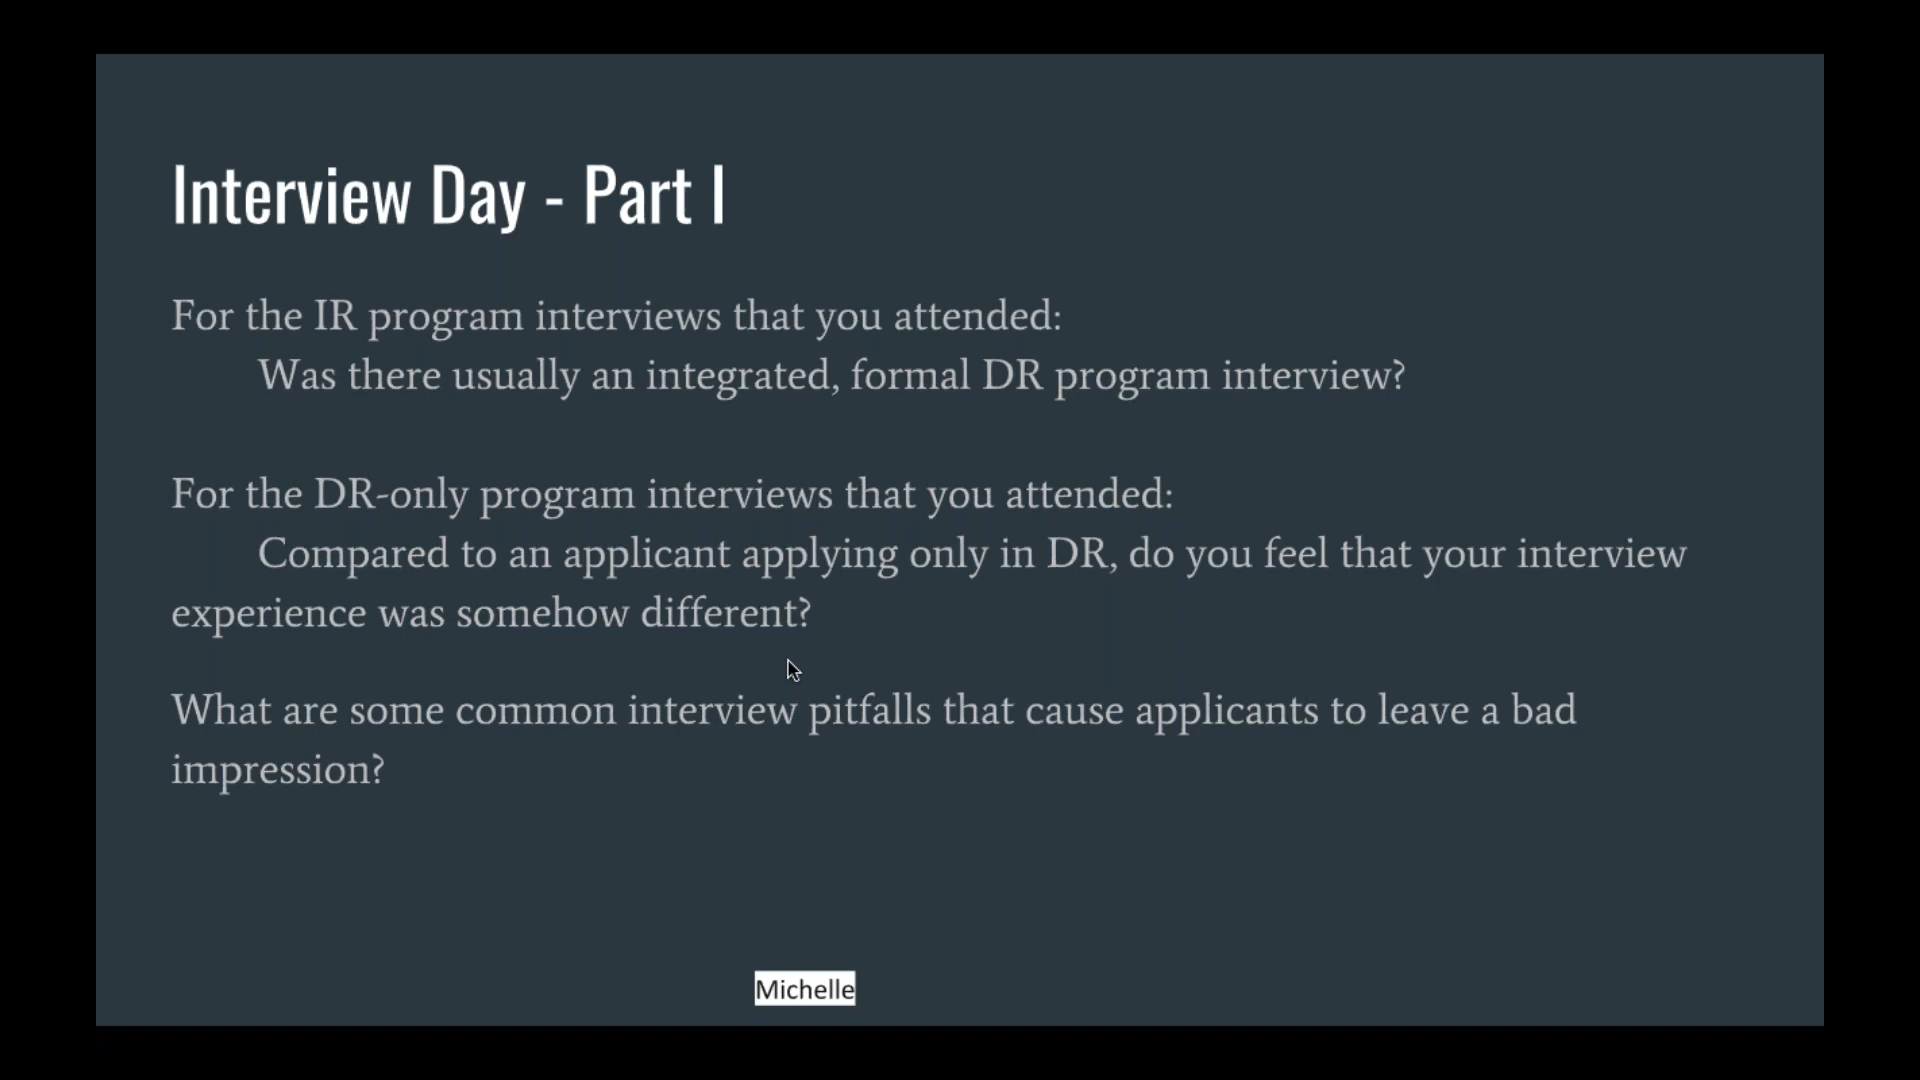 Interview Day - Part I
For the IR program interviews that you attended:
Was there usually an integrated, formal DR program interview?
For the DR-only program interviews that you attended:
Compared to an applicant applying only in DR, do you feel that your interview
experience was somehow different?
What are some common interview pitfalls that cause applicants to leave a bad
impression?
Michelle